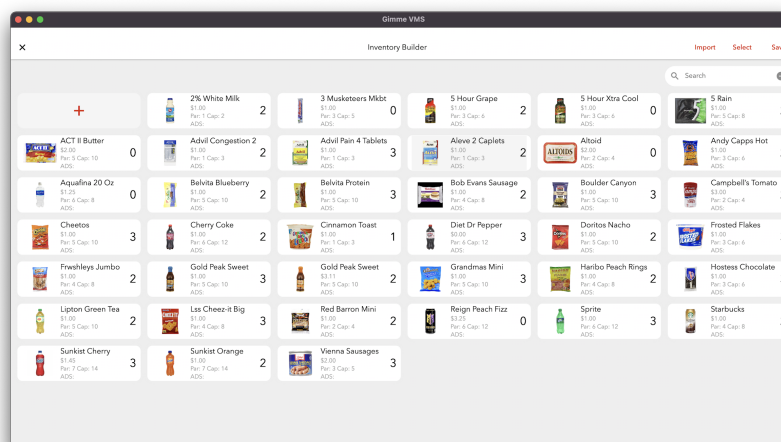 Gimme VMS
Inventory Builder
Import Select
Search
2% White Milk
$1.00
Par: 1 Cap: 2
ADS:
2
3 Musketeers Mkbt
$1.00
Par: 3 Cap: 5
ADS:
0
5 Hour Grape
$1.00
Par: 3 Cap: 6
ADS:
2
5 Hour Xtra Cool
$1.00
Par: 3 Cap: 6
ADS:
0
5 Rain
$1.00
Par: 5 Cap: 8
ADS:
ACT II Butter
$2.00
Par: 5 Cap: 10
ADS:
0
Advil Congestion 2
$1.00
Par: 1 Cap: 3
ADS:
2
Advil Pain 4 Tablets
$1.00
Par: 1 Cap: 3
ADS:
3
Aleve 2 Caplets
$1.00
Par: 1 Cap: 3
ADS:
2
ALTOIDS
Altoid
$2.00
Par: 2 Cap: 4
ADS:
0
Andy Capps Hot
$1.00
Par: 3 Cap: 6
ADS:
Aquafina 20 Oz
$1.25
Par: 6 Cap: 8
ADS:
0
Belvita Blueberry
$1.00
Par: 5 Cap: 10
ADS:
2
Belvita Protein
$1.00
Par: 5 Cap: 10
ADS:
3
Bob Evans Sausage
$1.00
Par: 4 Cap: 8
ADS:
2
Boulder Canyon
$1.00
Par: 5 Cap: 10
ADS:
3
Campbell's Tomato
$3.00
Par: 2 Cap: 4
ADS:
Cheetos
$1.00
Par: 5 Cap: 10
ADS:
3
Cherry Coke
$1.00
Par: 6 Cap: 12
ADS:
2
Cinnamon Toast
$1.00
Par: 1 Cap: 3
ADS:
1
Diet Dr Pepper
$0.00
Par: 6 Cap: 12
ADS:
3
Doritos Nacho
$1.00
Par: 5 Cap: 10
ADS:
2
Frosted Flakes
$1.00
Par: 3 Cap: 6
ADS:
Frwshleys Jumbo
$1.00
Par: 4 Cap: 8
ADS:
2
Gold Peak Sweet
$1.00
Par: 5 Cap: 10
ADS:
3
Gold Peak Sweet
Par: 5 Cap: 10
ADS:
2
Grandmas Mini
$1.00
Par: 5 Cap: 10
ADS:
3
Haribo Peach Rings
$1.00
Par: 4 Cap: 8
ADS:
2
Hostess Chocolate
$1.00
Par: 3 Cap: 6
ADS:
Lipton Green Tea
$1.00
Par: 5 Cap: 10
ADS:
2
Lss Cheez-it Big
$1.00
Par: 4 Cap: 8
ADS:
3
Red Barron Mini
$1.00
Par: 2 Cap: 4
ADS:
2
Reign Peach Fizz
$3.25
Par: 6 Cap: 12
ADS:
0
Sprite
$1.00
Par: 6 Cap: 12
ADS:
3
Starbucks
$1.00
Par: 4 Cap: 8
ADS:
Sunkist Cherry
$1.45
Par: 7 Cap: 14
ADS:
3
Sunkist Orange
$1.00
Par: 7 Cap: 14
ADS:
2
Vienna Sausages
$2.00
Par: 3 Cap: 5
ADS:
3